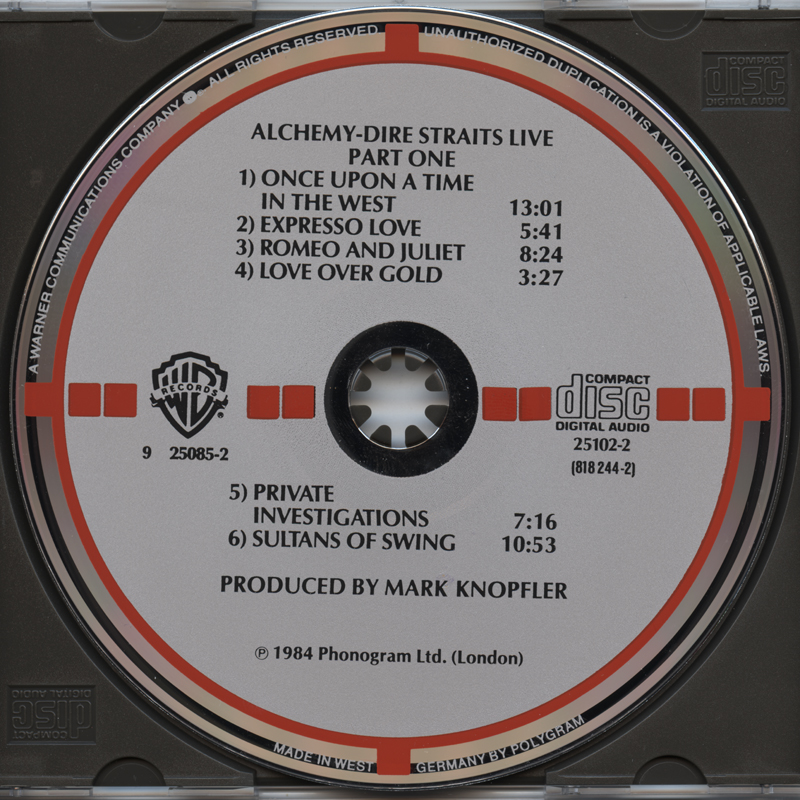 A WARNER COMMUNICATIONS COMPANY ®. ALL RIGHTS RESERVED
UNAUTHORIZED DUPLICATION IS A VIOLATION OF APPLICABLE LAWS.
COMPACT
disc
DIGITAL AUDIO
ALCHEMY-DIRE STRAITS LIVE
PART ONE
1) ONCE UPON A TIME
IN THE WEST 13:01
2) EXPRESSO LOVE 5:41
3) ROMEO AND JULIET 8:24
4) LOVE OVER GOLD 3:27
WB
RECORDS
®
9 25085-2
COMPACT
disc
DIGITAL AUDIO
25102-2
(818 244-2)
5) PRIVATE
INVESTIGATIONS 7:16
6) SULTANS OF SWING 10:53
PRODUCED BY MARK KNOPFLER
℗ 1984 Phonogram Ltd. (London)
COMPACT
disc
DIGITAL AUDIO
MADE IN WEST GERMANY BY POLYGRAM